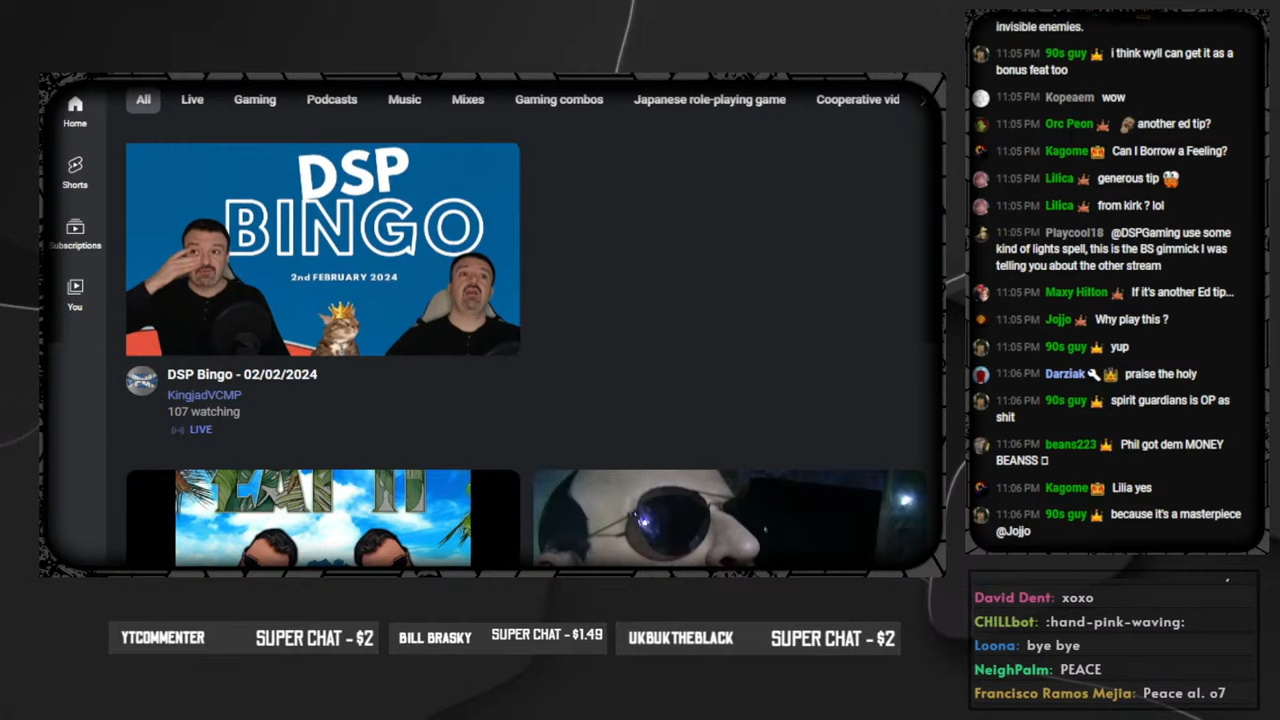 Home
Shorts
Subscriptions
You
All Live Gaming Podcasts Music Mixes Gaming combos Japanese role-playing game Cooperative vid
DSP
BINGO
2nd FEBRUARY 2024
DSP Bingo - 02/02/2024
KingjadVCMP
107 watching
LIVE
EAT IT
invisible enemies.
11:05 PM 90s guy i think wyll can get it as a
bonus feat too
11:05 PM Kopeaem wow
11:05 PM Orc Peon another ed tip?
11:05 PM Kagome Can I Borrow a Feeling?
11:05 PM Lilica generous tip
11:05 PM Lilica from kirk ? lol
11:05 PM Playcool18 @DSPGaming use some
kind of lights spell, this is the BS gimmick I was
telling you about the other stream
11:05 PM Maxy Hilton If it's another Ed tip...
11:05 PM Jojjo Why play this ?
11:05 PM 90s guy yup
11:06 PM Darziak praise the holy
11:06 PM 90s guy spirit guardians is OP as
shit
11:06 PM beans223 Phil got dem MONEY
BEANSS
11:06 PM Kagome Lilia yes
11:06 PM 90s guy because it's a masterpiece
@Jojjo
David Dent: xoxo
CHILLbot: :hand-pink-waving:
Loona: bye bye
NeighPalm: PEACE
Francisco Ramos Mejia: Peace al. o7
YTCOMMENTER SUPER CHAT - $2
BILL BRASKY SUPER CHAT - $1.49
UKBUKTHEBLACK SUPER CHAT - $2